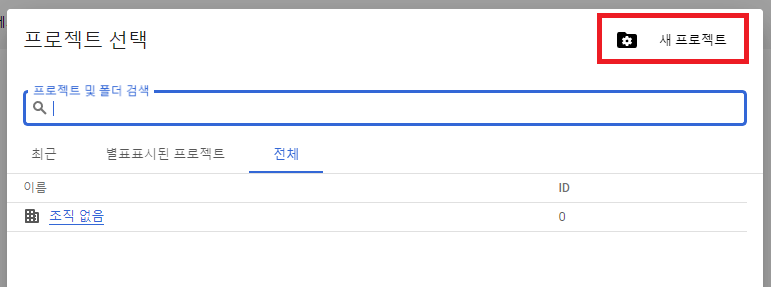 프로젝트 선택
새 프로젝트
프로젝트 및 폴더 검색
최근 별표표시된 프로젝트 전체
이름 ID
조직 없음 0